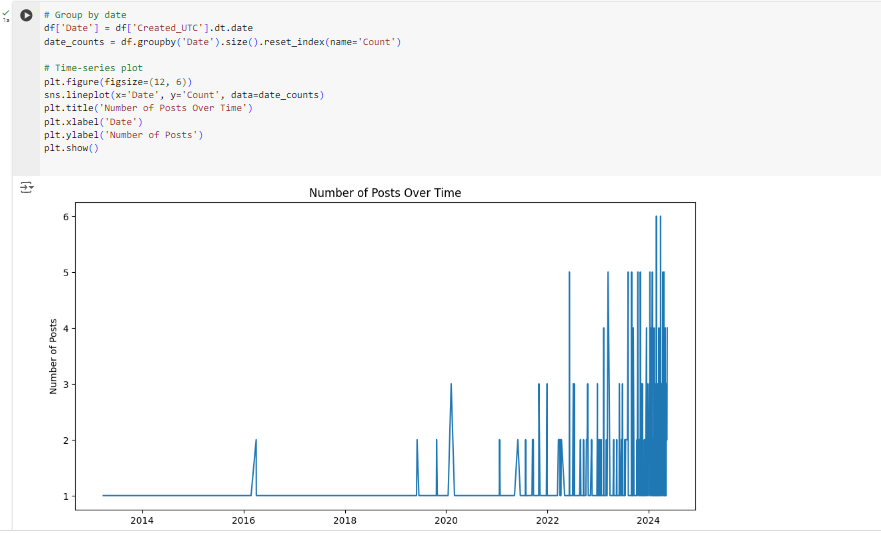 # Group by date
df['Date'] = df['Created_UTC'].dt.date
date_counts = df.groupby('Date').size().reset_index(name='Count')
# Time-series plot
plt.figure(figsize=(12, 6))
sns.lineplot(x='Date', y='Count', data=date_counts)
plt.title('Number of Posts Over Time')
plt.xlabel('Date')
plt.ylabel('Number of Posts')
plt.show()
Number of Posts Over Time
Number of Posts
6
5
4
3
2
1
2014 2016 2018 2020 2022 2024